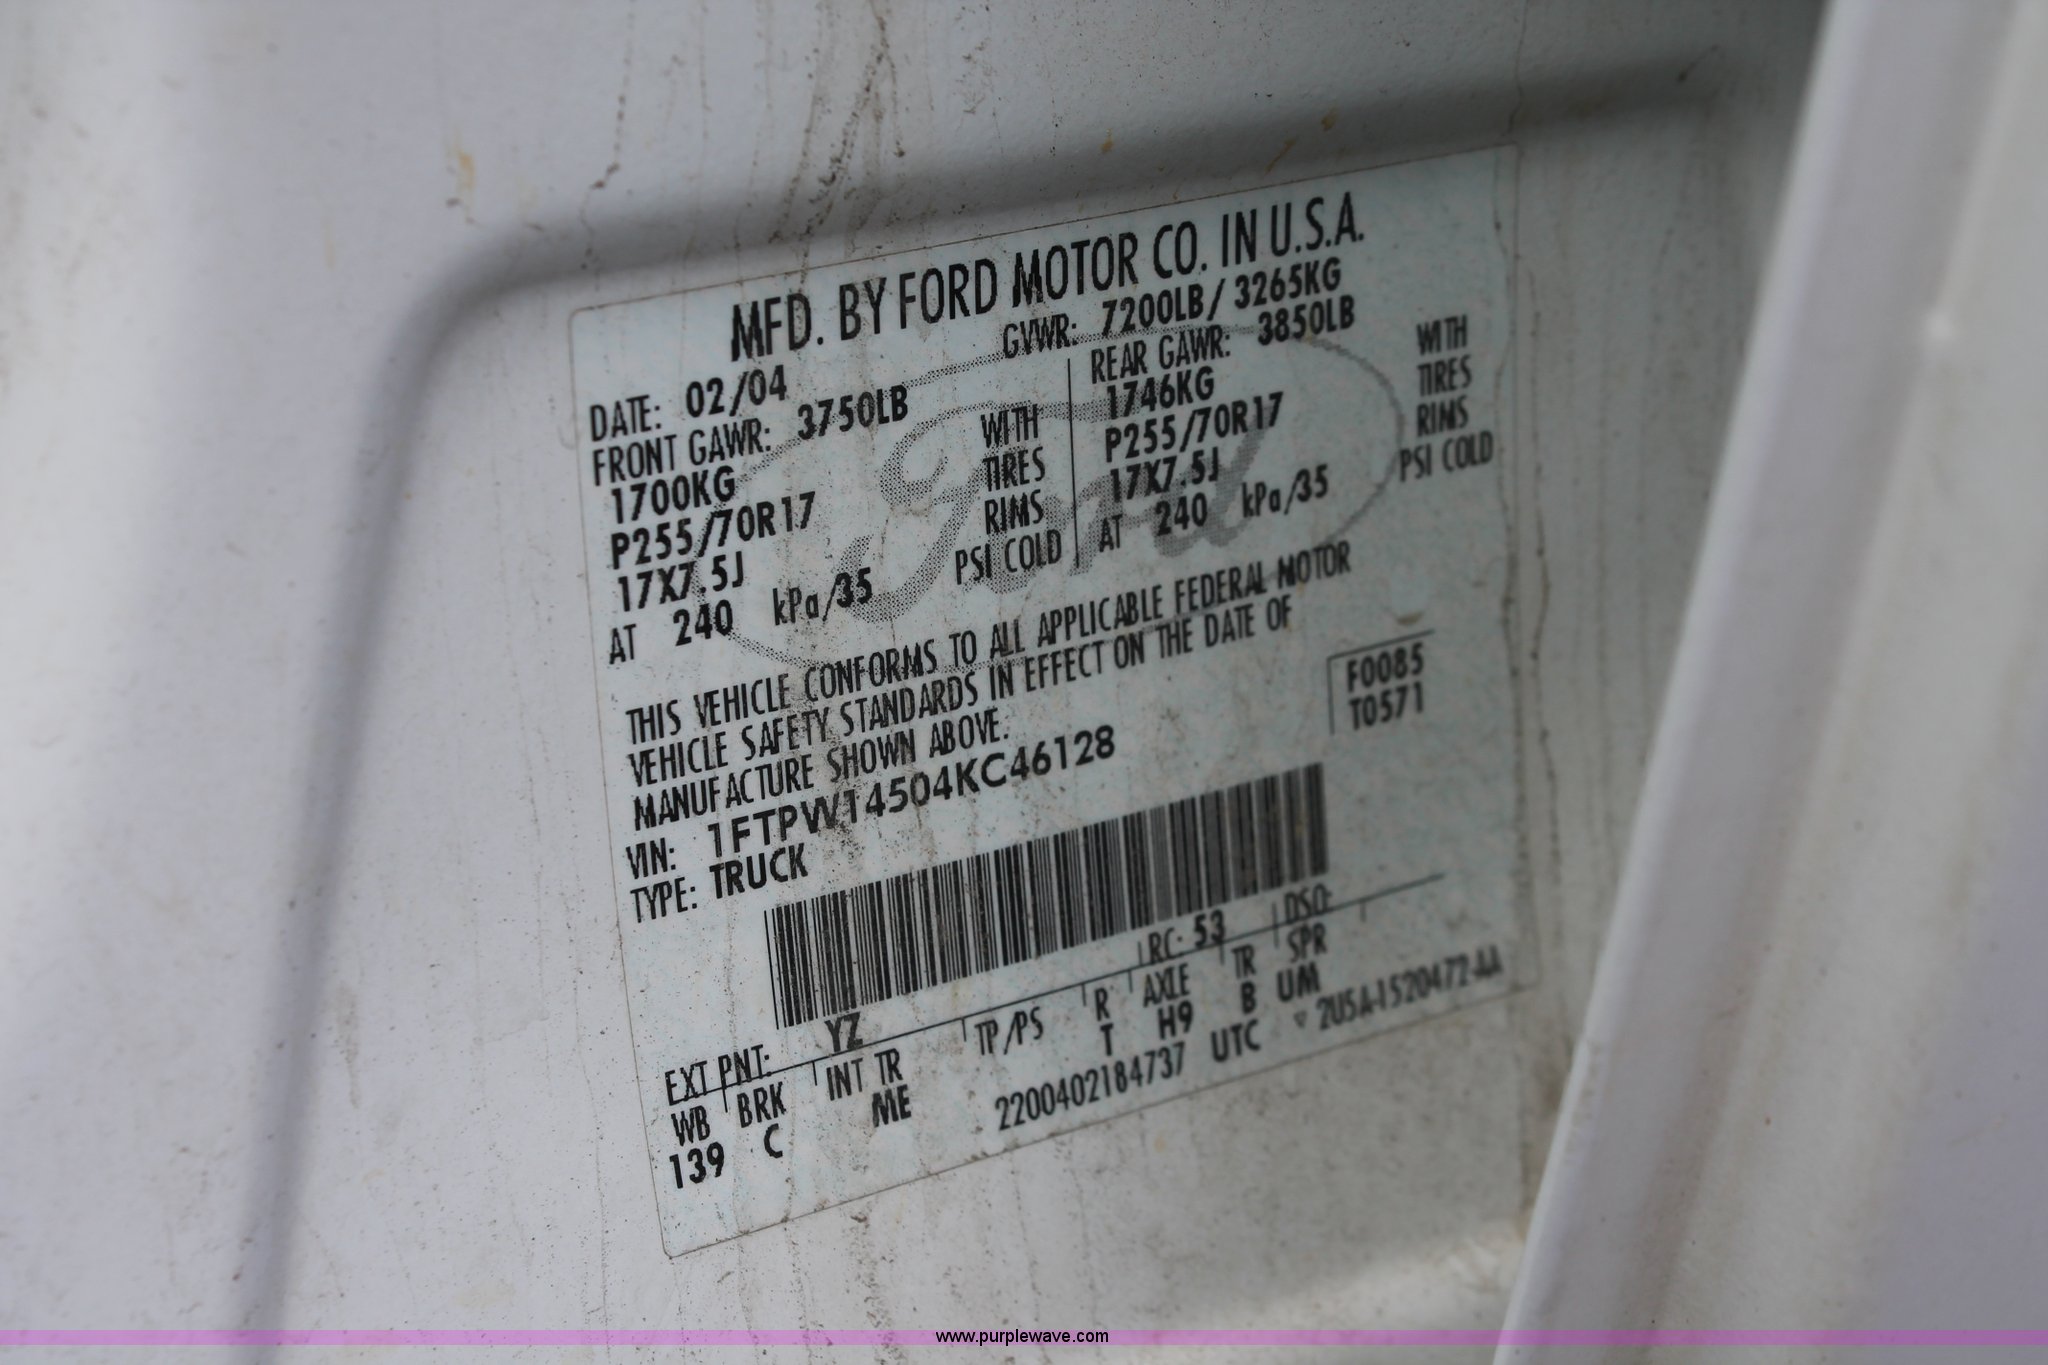 MFD. BY FORD MOTOR CO. IN U.S.A.
DATE: 02/04 GVWR: 7200LB/ 3265KG
FRONT GAWR: 3750LB REAR GAWR: 3850LB
1700KG WITH 1746KG WITH
P255/70R17 TIRES P255/70R17 TIRES
17X7.5J RIMS 17X7.5J RIMS
AT 240 kPa/35 PSI COLD AT 240 kPa/35 PSI COLD
Ford
THIS VEHICLE CONFORMS TO ALL APPLICABLE FEDERAL MOTOR
VEHICLE SAFETY STANDARDS IN EFFECT ON THE DATE OF
MANUFACTURE SHOWN ABOVE.
F0085
T0571
VIN: 1FTPW14504KC46128
TYPE: TRUCK
EXT PNT: YZ RC: 53 DSO:
WB BRK INT TR TP/PS R AXLE TR SPR
139 C ME T H9 B UM
2200402184737 UTC ▽ 2U5A-1520472-AA
www.purplewave.com